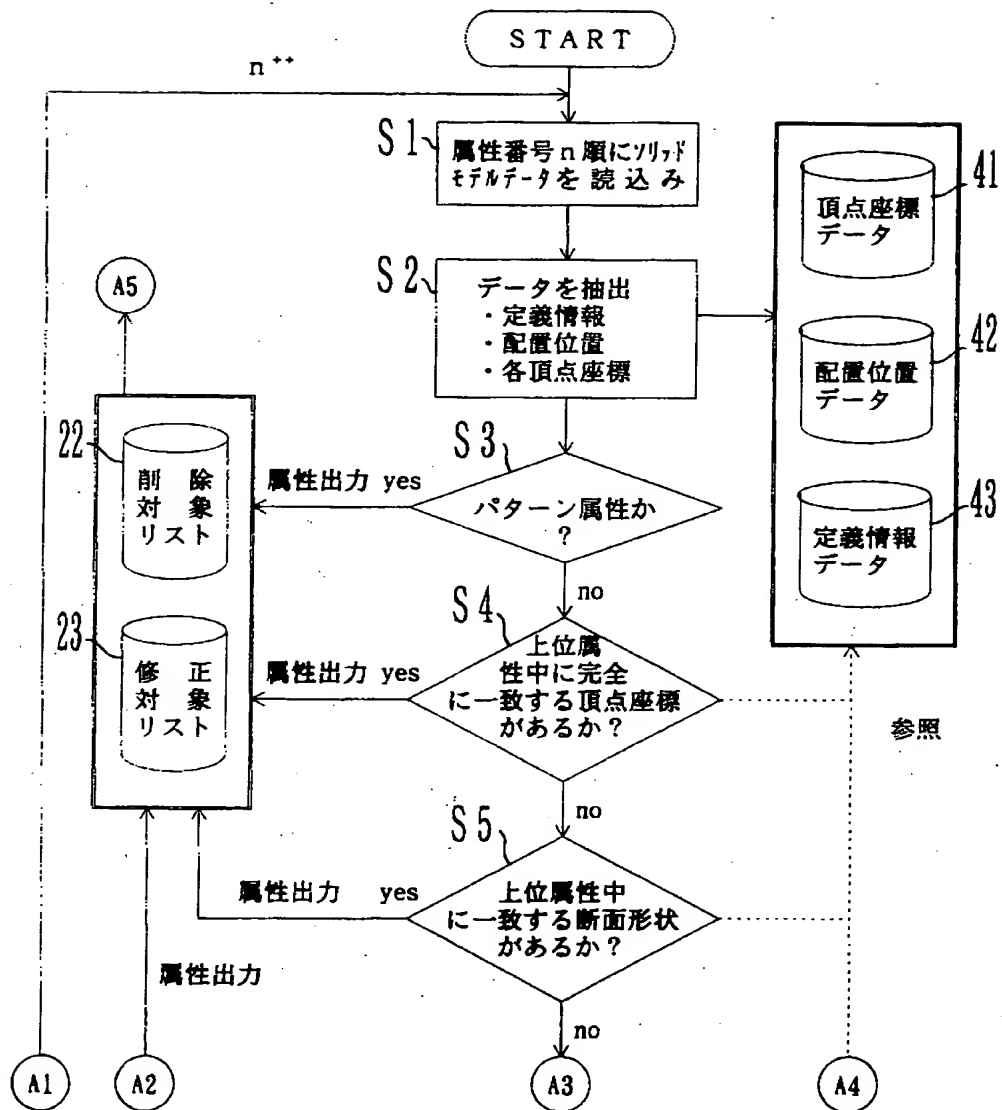 START
n++
S1
属性番号n順にソリッド
モデルデータを読込み
S2
データを抽出
・定義情報
・配置位置
・各頂点座標
41
頂点座標
データ
42
配置位置
データ
43
定義情報
データ
A5
22
削除
対象
リスト
23
修正
対象
リスト
S3
パターン属性か
?
属性出力 yes
no
S4
上位属
性中に完全
に一致する頂点座標
があるか?
属性出力 yes
参照
no
S5
上位属性中
に一致する断面形状
があるか?
属性出力 yes
属性出力
no
A1
A2
A3
A4